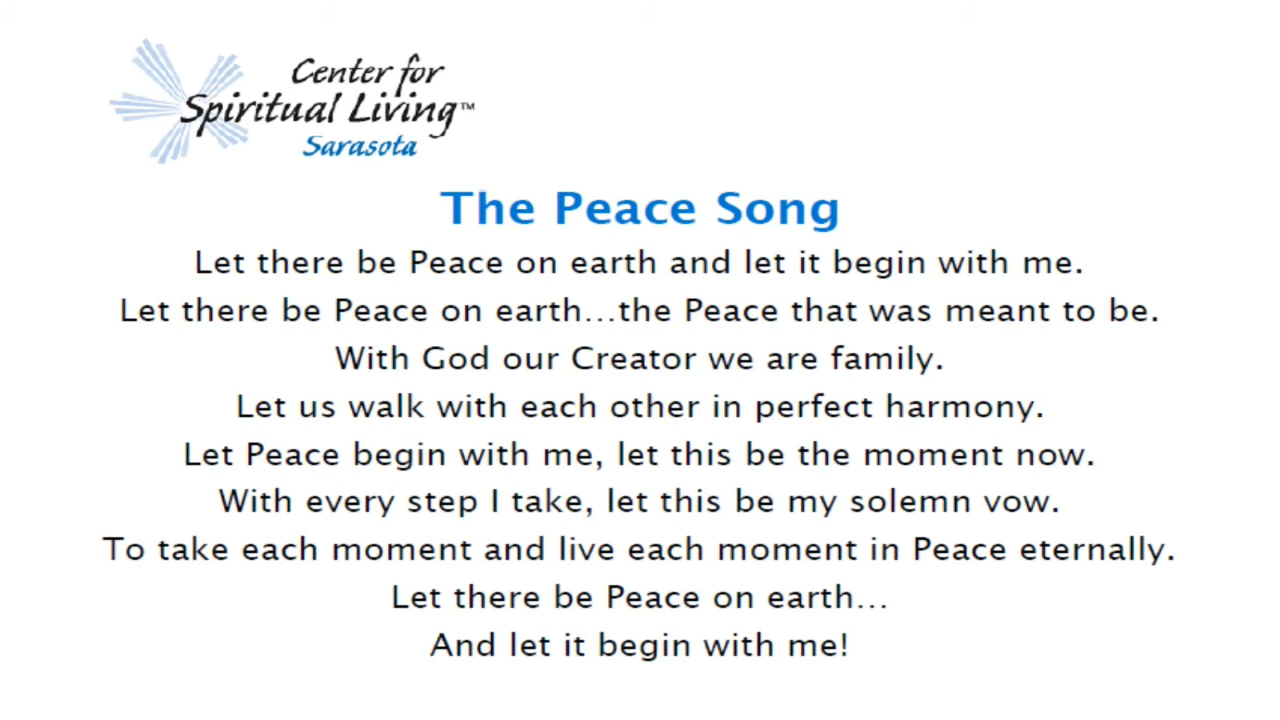 Center for
Spiritual Living™
Sarasota
The Peace Song
Let there be Peace on earth and let it begin with me.
Let there be Peace on earth...the Peace that was meant to be.
With God our Creator we are family.
Let us walk with each other in perfect harmony.
Let Peace begin with me, let this be the moment now.
With every step I take, let this be my solemn vow.
To take each moment and live each moment in Peace eternally.
Let there be Peace on earth...
And let it begin with me!